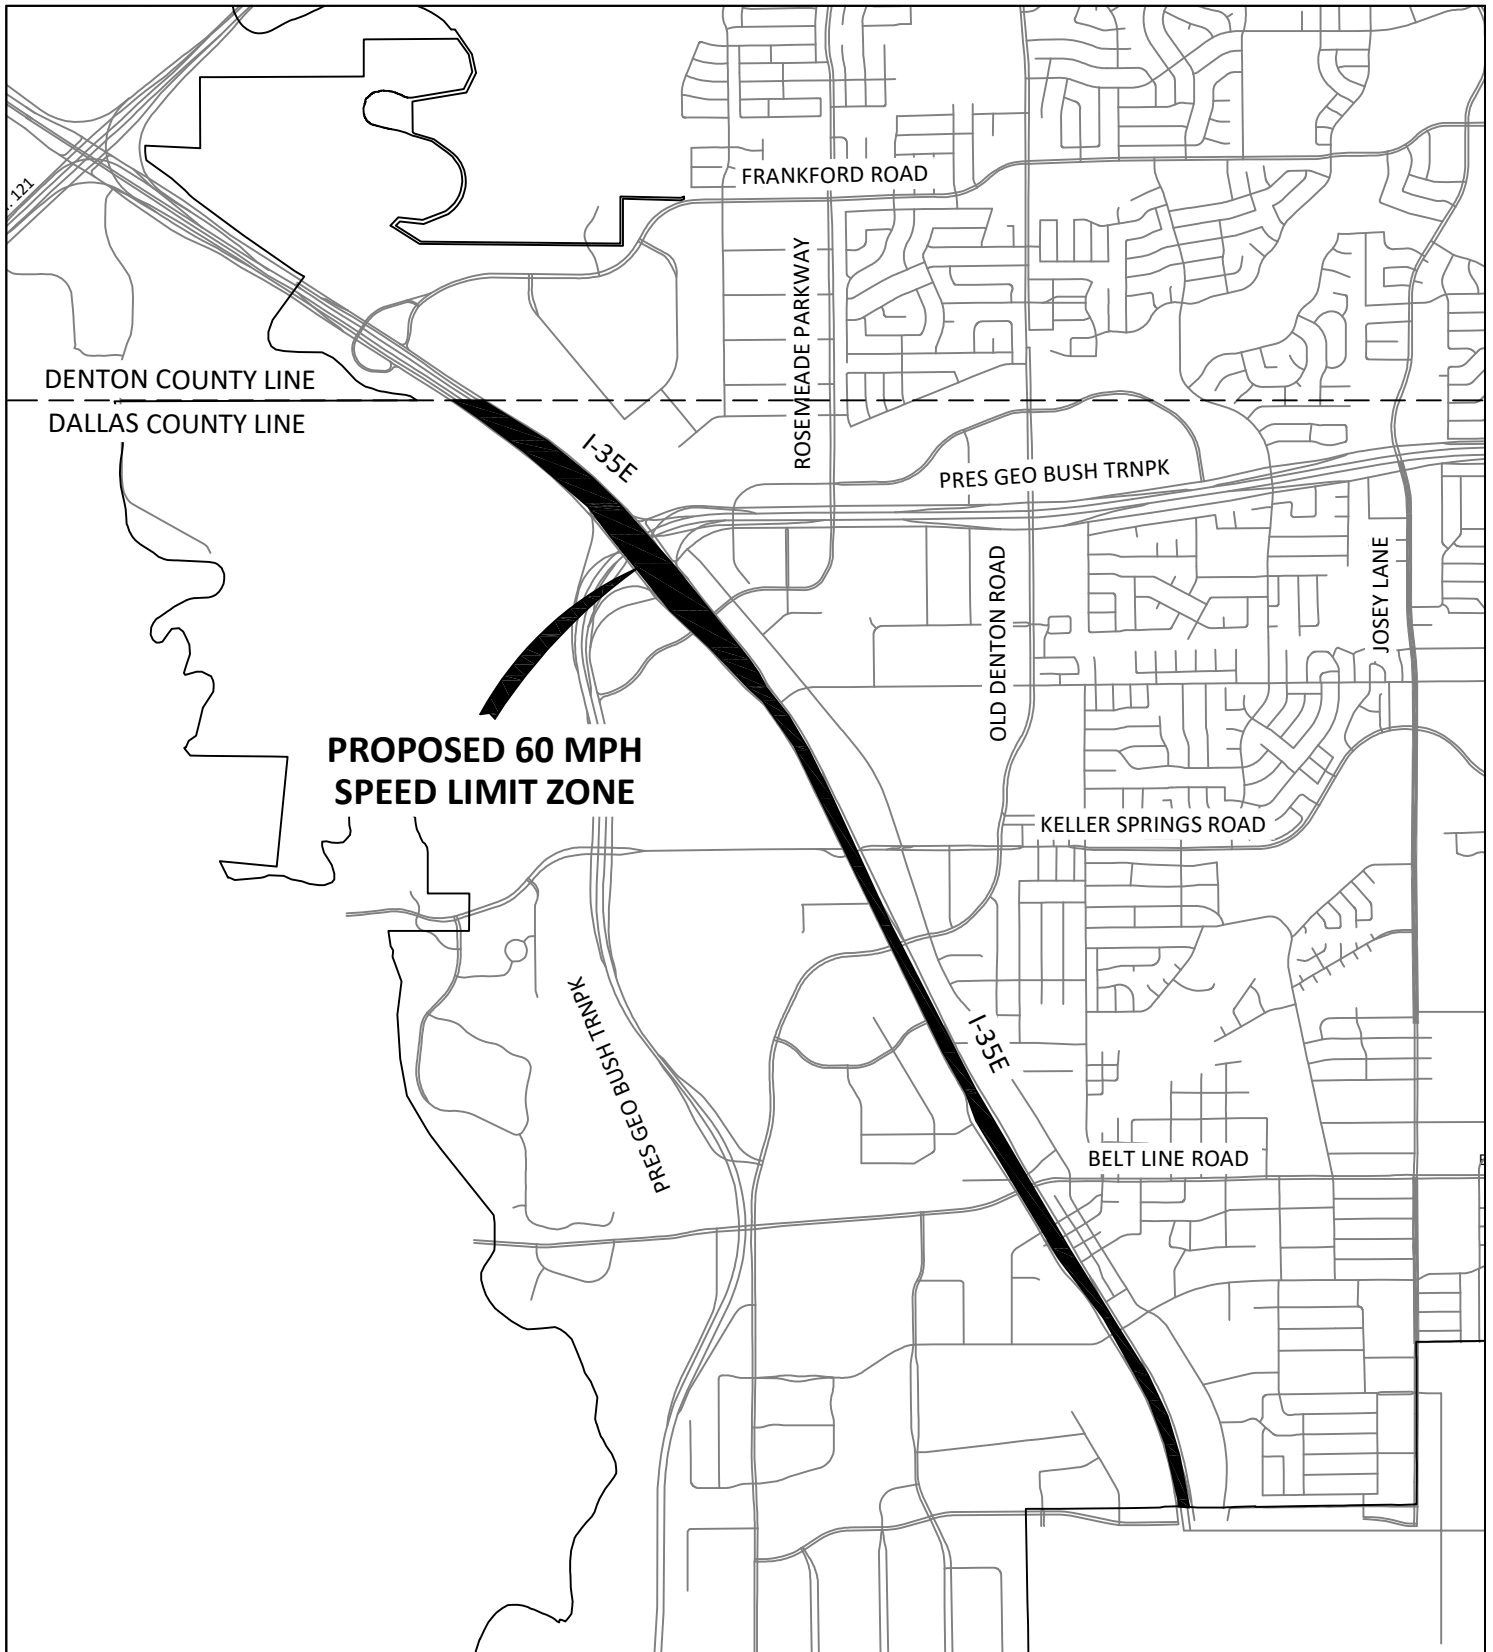 FRANKFORD ROAD
121
ROSEMEADE PARKWAY
DENTON COUNTY LINE
DALLAS COUNTY LINE
I-35E
PRES GEO BUSH TRNPK
OLD DENTON ROAD
JOSEY LANE
PROPOSED 60 MPH
SPEED LIMIT ZONE
KELLER SPRINGS ROAD
PRES GEO BUSH TRNPK
I-35E
BELT LINE ROAD